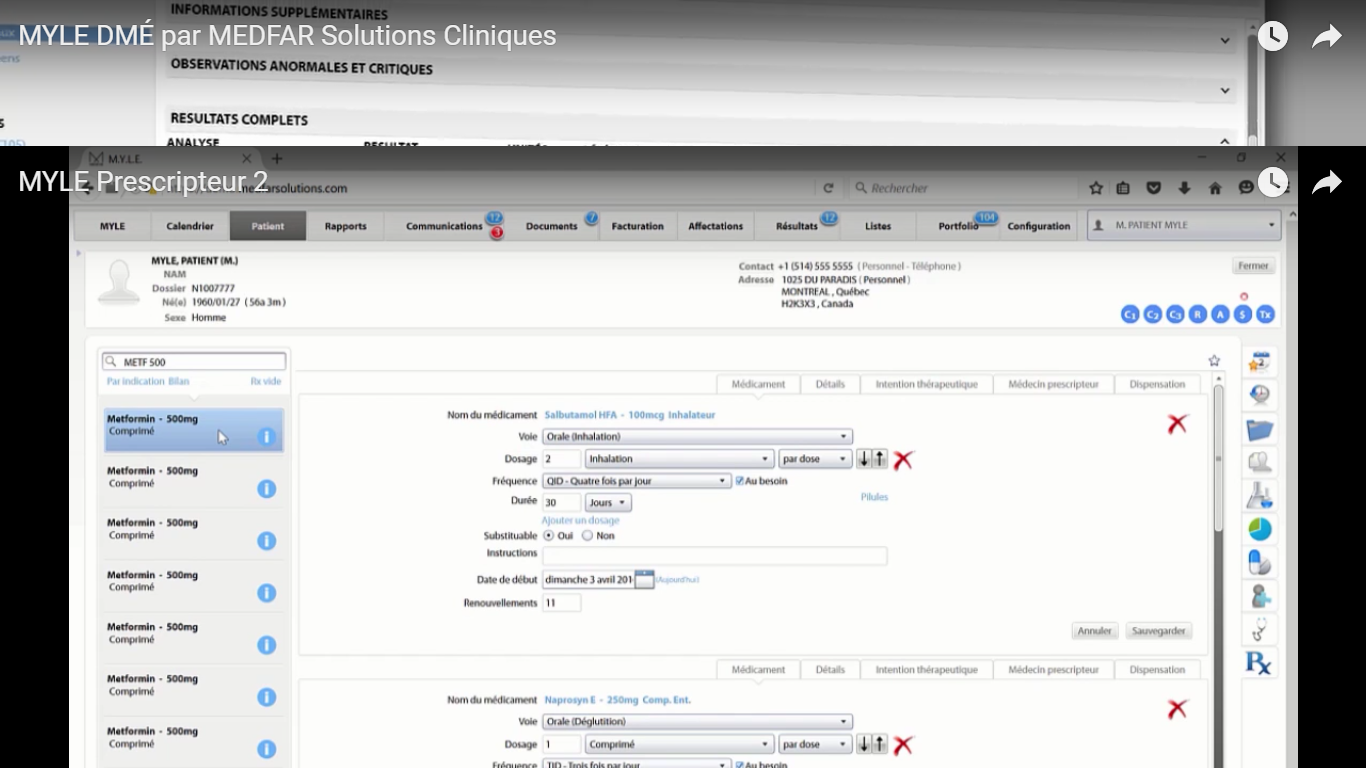 INFORMATIONS SUPPLÉMENTAIRES
MYLE DMÉ par MEDFAR Solutions Cliniques
OBSERVATIONS ANORMALES ET CRITIQUES
RESULTATS COMPLETS
ANALYSE RESULTAT
M.Y.L.E.
MYLE Prescripteur 2
medfarsolutions.com
Rechercher
MYLE Calendrier Patient Rapports Communications 12 3 Documents 7 Facturation Affectations Résultats 12 Listes Portfolio 104 Configuration M. PATIENT MYLE
MYLE, PATIENT (M.)
NAM
Dossier N1007777
Né(e) 1960/01/27 (56a 3m)
Sexe Homme
Contact +1 (514) 555 5555 (Personnel - Téléphone)
Adresse 1025 DU PARADIS (Personnel)
MONTREAL, Québec
H2K3X3, Canada
Fermer
C1 C2 C3 R A S Tx
METF 500
Par indication Bilan Rx vide
Metformin - 500mg
Comprimé
Metformin - 500mg
Comprimé
Metformin - 500mg
Comprimé
Metformin - 500mg
Comprimé
Metformin - 500mg
Comprimé
Metformin - 500mg
Comprimé
Metformin - 500mg
Comprimé
Médicament Détails Intention thérapeutique Médecin prescripteur Dispensation
Nom du médicament Salbutamol HFA - 100mcg Inhalateur
Voie Orale (Inhalation)
Dosage 2 Inhalation par dose
Fréquence QID - Quatre fois par jour Au besoin
Durée 30 Jours Pilules
Ajouter un dosage
Substituable Oui Non
Instructions
Date de début dimanche 3 avril 201 (Aujourd'hui)
Renouvellements 11
Annuler Sauvegarder
Médicament Détails Intention thérapeutique Médecin prescripteur Dispensation
Nom du médicament Naprosyn E - 250mg Comp. Ent.
Voie Orale (Déglutition)
Dosage 1 Comprimé par dose
Fréquence TID - Trois fois par jour Au besoin
Rx